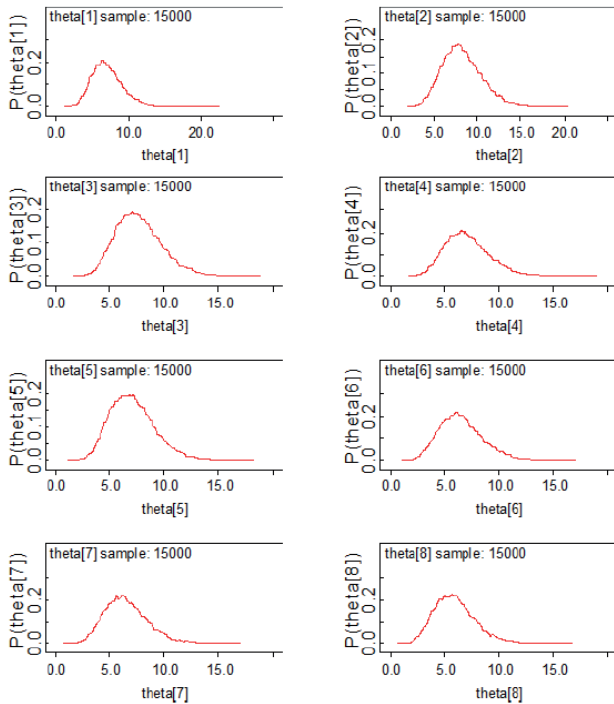 theta[1] sample: 15000
P(theta[1])
0.0 0.2
1.0 10.0 20.0
theta[1]
theta[2] sample: 15000
P(theta[2])
0.0 0.1 0.2
0.0 5.0 10.0 15.0 20.0
theta[2]
theta[3] sample: 15000
P(theta[3])
0.0 0.1 0.2
0.0 5.0 10.0 15.0
theta[3]
theta[4] sample: 15000
P(theta[4])
0.0 0.2
0.0 5.0 10.0 15.0
theta[4]
theta[5] sample: 15000
P(theta[5])
0.0 0.1 0.2
0.0 5.0 10.0 15.0
theta[5]
theta[6] sample: 15000
P(theta[6])
0.0 0.2
0.0 5.0 10.0 15.0
theta[6]
theta[7] sample: 15000
P(theta[7])
0.0 0.2
0.0 5.0 10.0 15.0
theta[7]
theta[8] sample: 15000
P(theta[8])
0.0 0.2
0.0 5.0 10.0 15.0
theta[8]